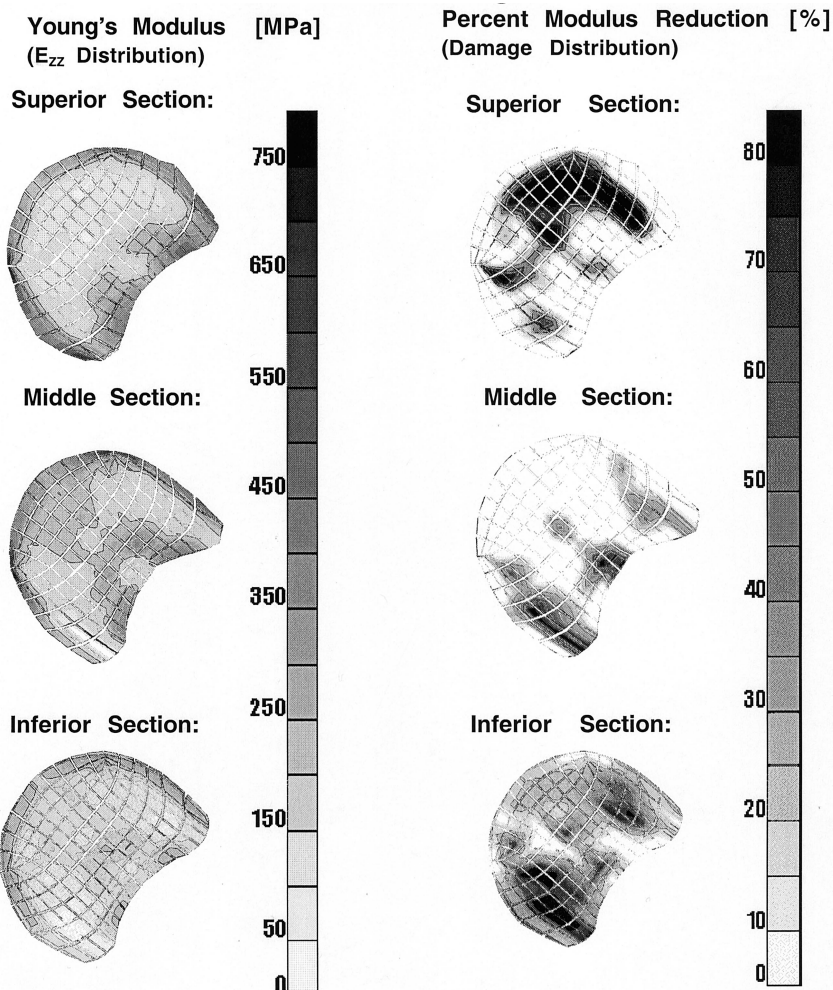 Young's Modulus [MPa]
(Ezz Distribution)
Superior Section:
750
650
550
Middle Section:
450
350
250
Inferior Section:
150
50
0
Percent Modulus Reduction [%]
(Damage Distribution)
Superior Section:
80
70
60
Middle Section:
50
40
30
Inferior Section:
20
10
0